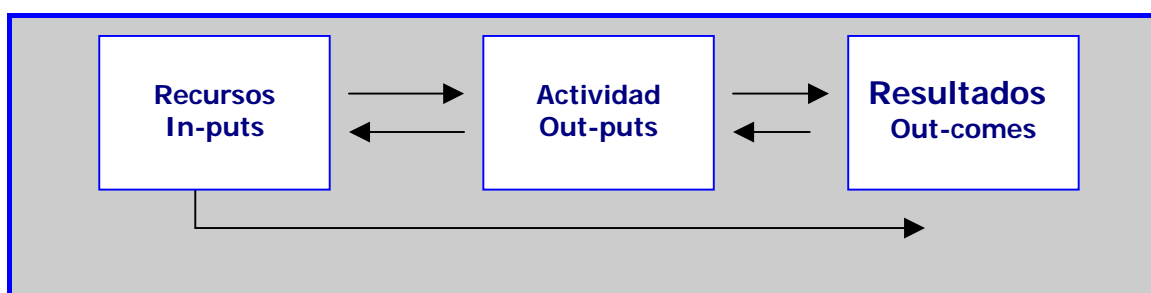 Recursos
In-puts
Actividad
Out-puts
Resultados
Out-comes